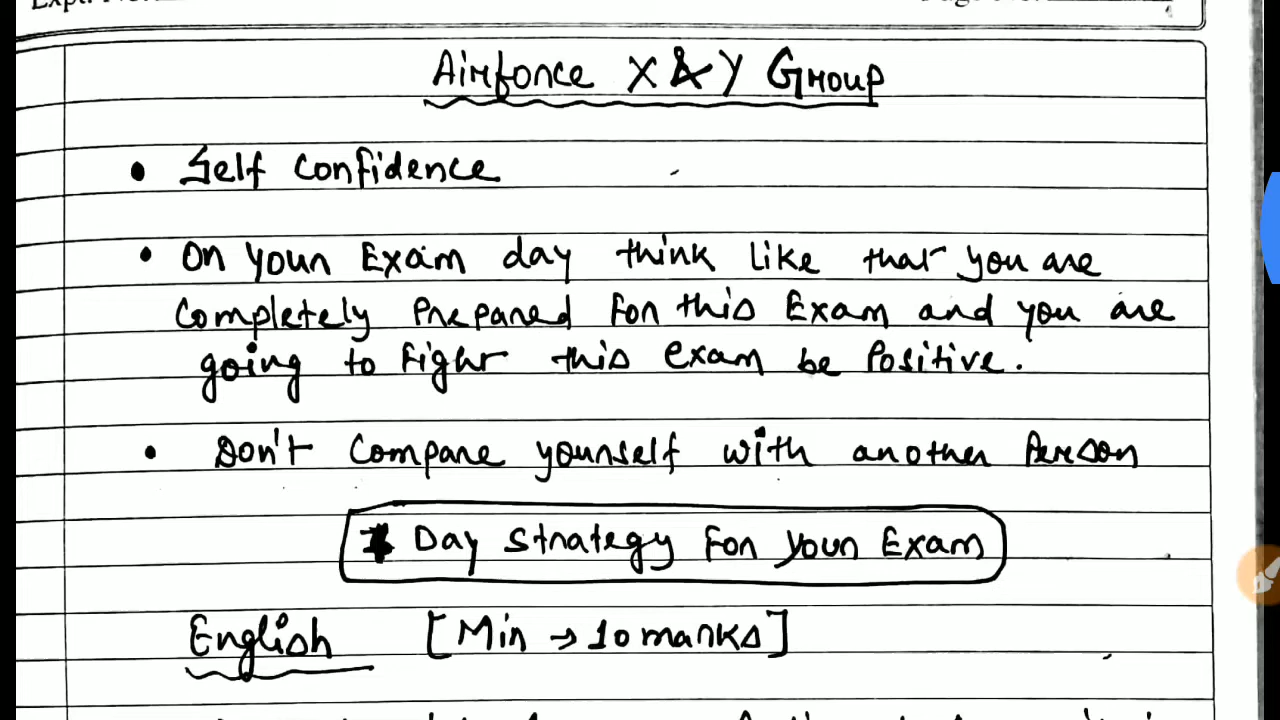 Airforce X & Y Group
• Self Confidence
• On your Exam day think like that you are
completely Prepared For this Exam and you are
going to Fight this exam be Positive.
• Don't Compare yourself with another Person
Day Strategy For your Exam
English [Min → 10 marks]